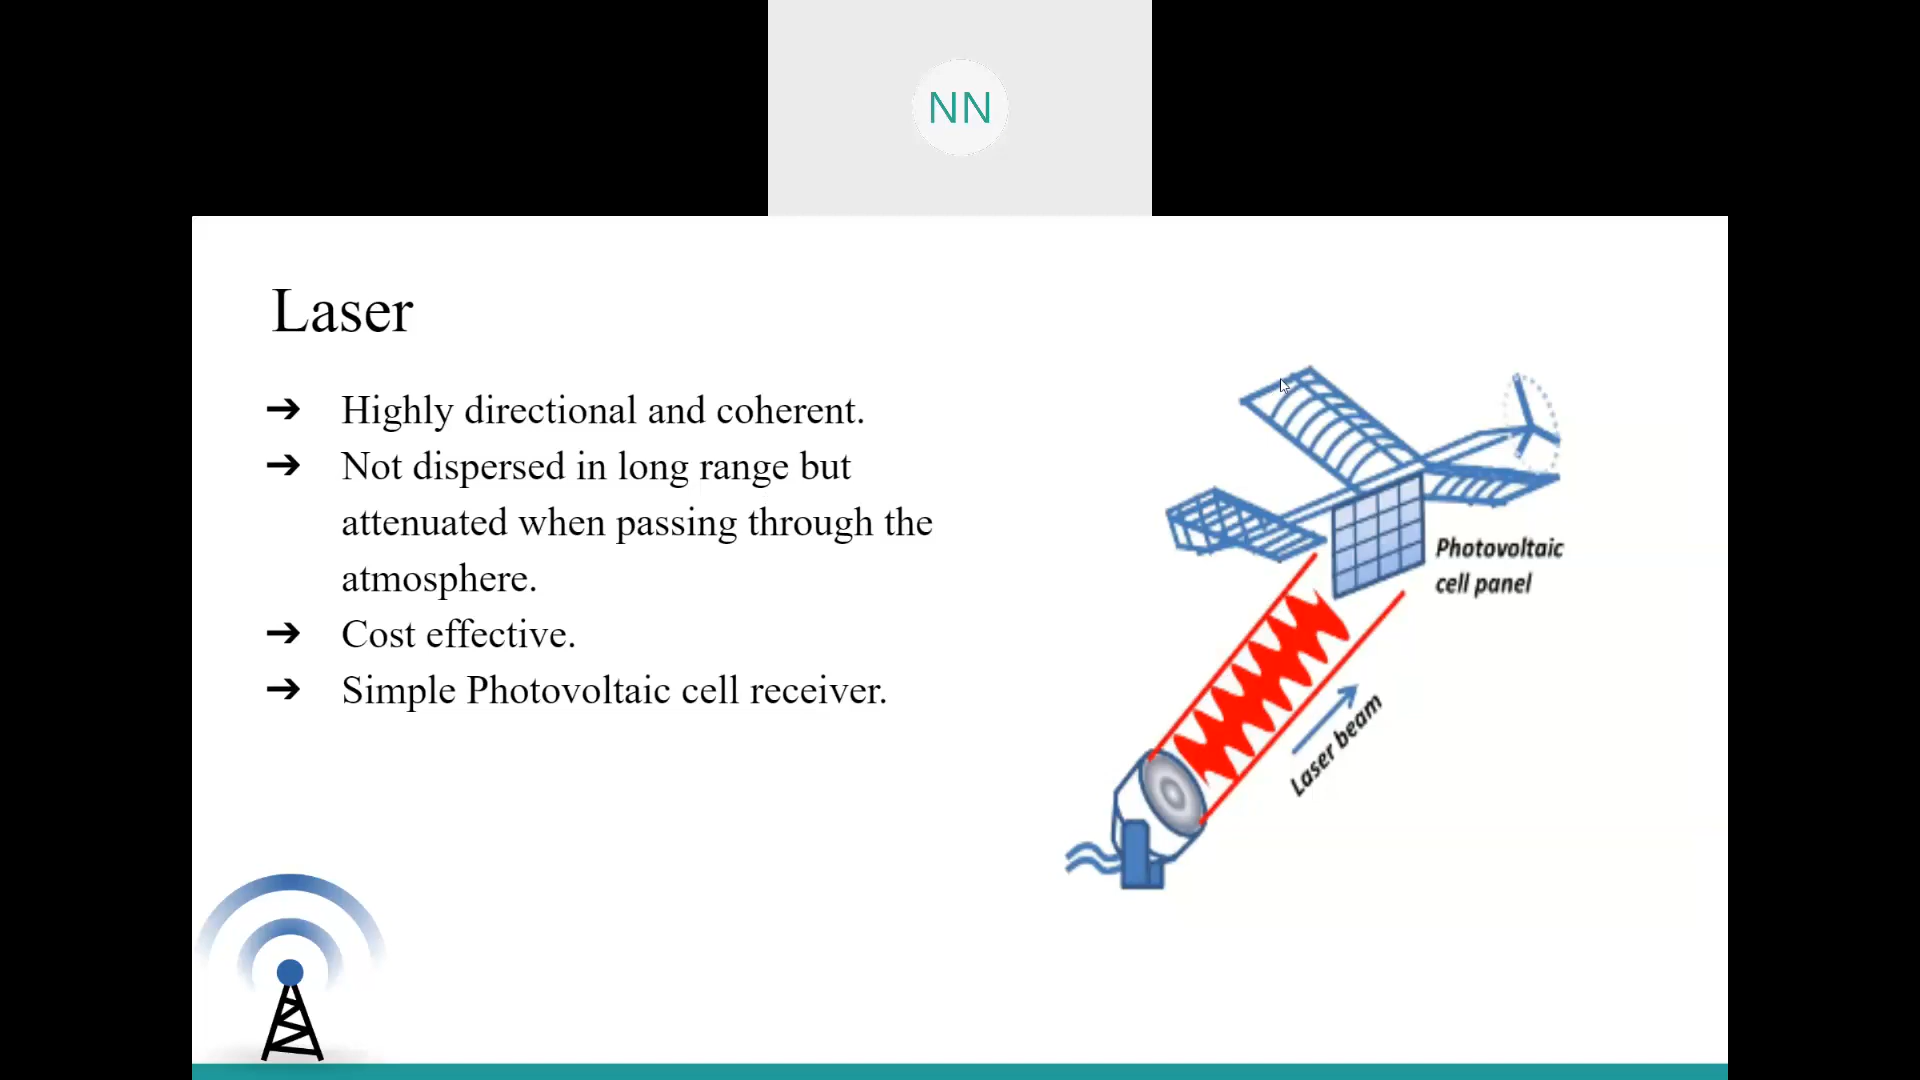 NN
Laser
➔ Highly directional and coherent.
➔ Not dispersed in long range but
attenuated when passing through the
atmosphere.
➔ Cost effective.
➔ Simple Photovoltaic cell receiver.
Photovoltaic
cell panel
Laser beam